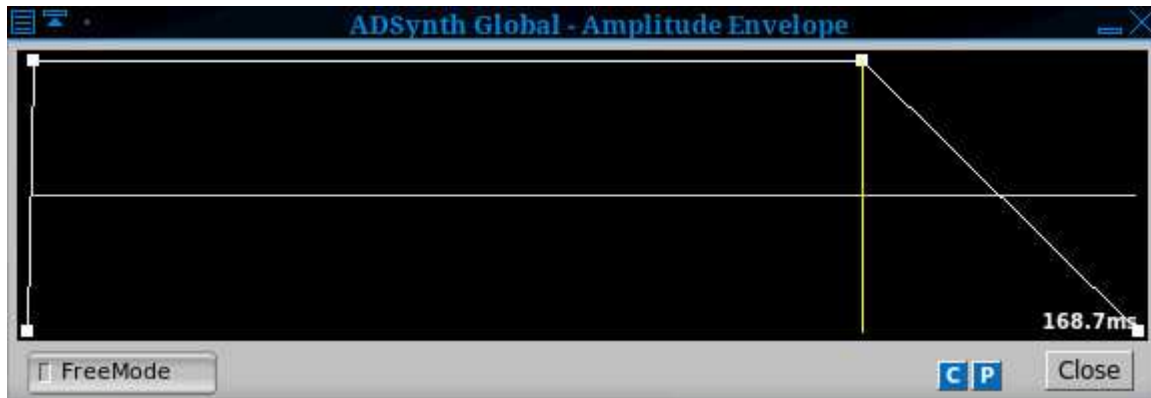 ADSynth Global - Amplitude Envelope
168.7ms
FreeMode
C P
Close